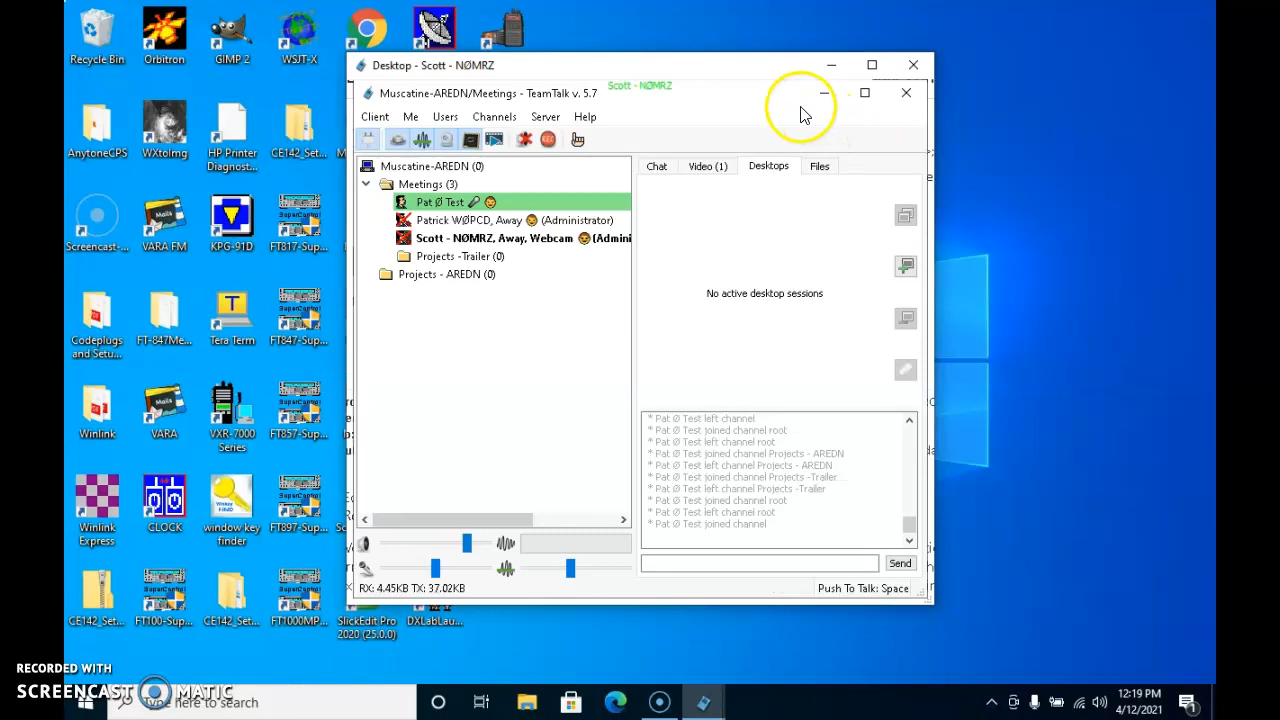 Recycle Bin
Orbitron
GIMP 2
WSJT-X
AnytoneCPS
WXtoImg
HP Printer
Diagnost...
CE142_Set...
Screencast-...
VARA FM
KPG-91D
FT817-Sup...
Codeplugs
and Setu...
FT-847Me...
Tera Term
FT847-Sup...
Winlink
VARA
VXR-7000
Series
FT857-Sup...
Winlink
Express
CLOCK
window key
finder
FT897-Sup...
CE142_Set...
FT100-Sup...
CE142_Set...
FT1000MP...
SlickEdit Pro
2020 (25.0.0)
DXLabLau...
Desktop - Scott - NØMRZ
Scott - NØMRZ
Muscatine-AREDN/Meetings - TeamTalk v. 5.7
Client Me Users Channels Server Help
Muscatine-AREDN (0)
Meetings (3)
Pat Ø Test
Patrick WØPCD, Away (Administrator)
Scott - NØMRZ, Away, Webcam (Admini
Projects -Trailer (0)
Projects - AREDN (0)
Chat Video (1) Desktops Files
No active desktop sessions
* Pat Ø Test left channel
* Pat Ø Test joined channel root
* Pat Ø Test left channel root
* Pat Ø Test joined channel Projects - AREDN
* Pat Ø Test left channel Projects - AREDN
* Pat Ø Test joined channel Projects -Trailer
* Pat Ø Test left channel Projects -Trailer
* Pat Ø Test joined channel root
* Pat Ø Test left channel root
* Pat Ø Test joined channel
Send
RX: 4.45KB TX: 37.02KB
Push To Talk: Space
RECORDED WITH
SCREENCAST MATIC
Type here to search
12:19 PM
4/12/2021